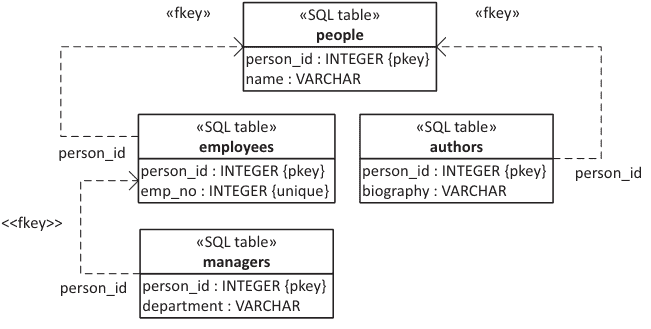 «fkey»
«fkey»
«SQL table»
people
person_id : INTEGER {pkey}
name : VARCHAR
«SQL table»
employees
person_id : INTEGER {pkey}
emp_no : INTEGER {unique}
person_id
«SQL table»
authors
person_id : INTEGER {pkey}
biography : VARCHAR
person_id
<<fkey>>
«SQL table»
managers
person_id : INTEGER {pkey}
department : VARCHAR
person_id